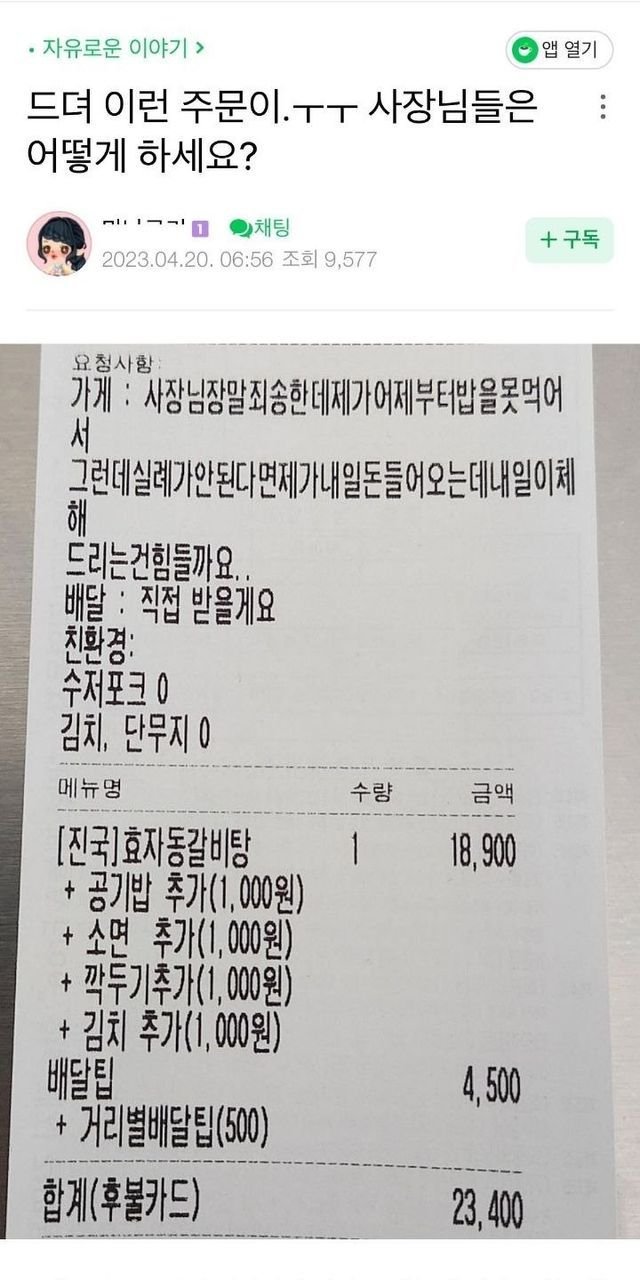 • 자유로운 이야기 >
앱 열기
드뎌 이런 주문이.ㅜㅜ 사장님들은
어떻게 하세요?
1 채팅
2023.04.20. 06:56 조회 9,577
+ 구독
요청사항:
가게 : 사장님장말죄송한데제가어제부터밥을못먹어
서
그런데실례가안된다면제가내일돈들어오는데내일이체
해
드리는건힘들까요..
배달 : 직접 받을게요
친환경:
수저포크 0
김치, 단무지 0
메뉴명 수량 금액
[진국]효자동갈비탕 1 18,900
+ 공기밥 추가(1,000원)
+ 소면 추가(1,000원)
+ 깍두기추가(1,000원)
+ 김치 추가(1,000원)
배달팁 4,500
+ 거리별배달팁(500)
합계(후불카드) 23,400